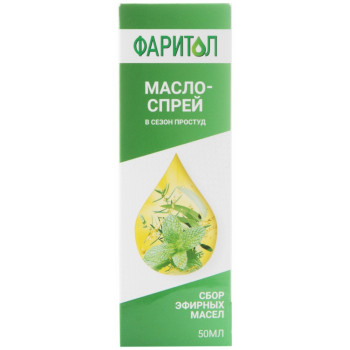 ФАРИТОЛ
МАСЛО-
СПРЕЙ
В СЕЗОН ПРОСТУД
СБОР
ЭФИРНЫХ
МАСЕЛ
50МЛ